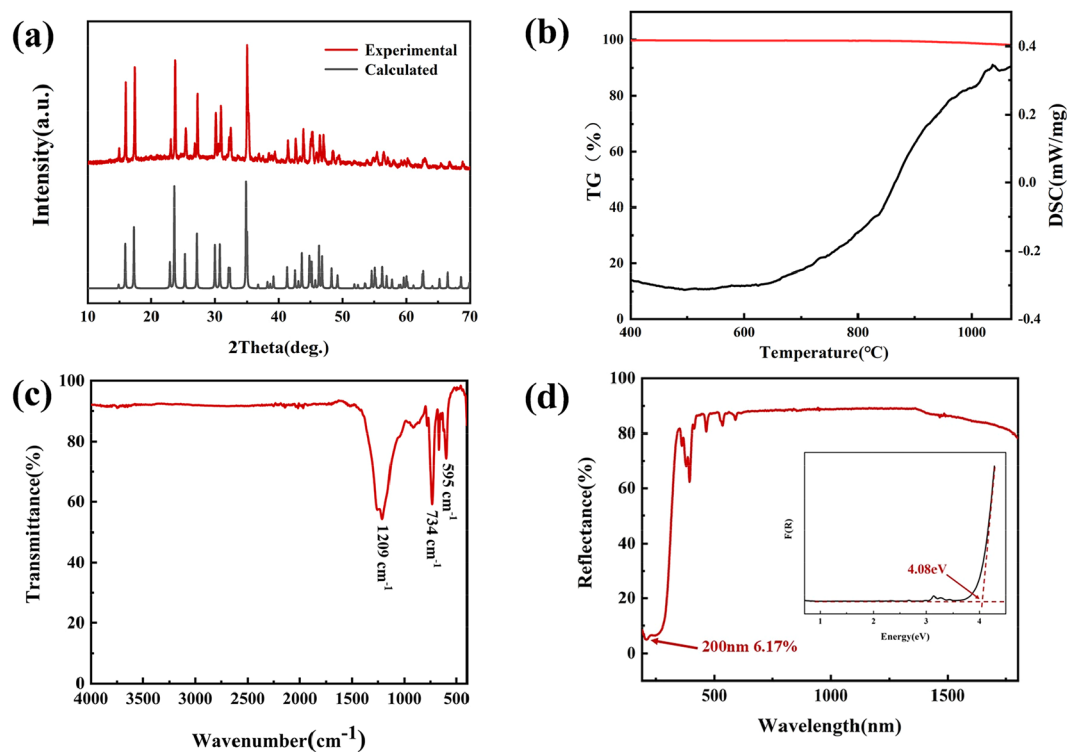 (a)
Experimental
Calculated
Intensity(a.u.)
10 20 30 40 50 60 70
2Theta(deg.)
(b)
100
80
60
40
20
0
TG（%）
0.4
0.2
0.0
-0.2
-0.4
DSC(mW/mg)
400 600 800 1000
Temperature(℃)
(c)
100
80
60
40
20
0
Transmittance(%)
1209 cm-1
734 cm-1
595 cm-1
4000 3500 3000 2500 2000 1500 1000 500
Wavenumber(cm-1)
(d)
100
80
60
80
40
20
0
Reflectance(%)
200nm 6.17%
F(R)
4.08eV
1 2 3 4
Energy(eV)
500 1000 1500
Wavelength(nm)